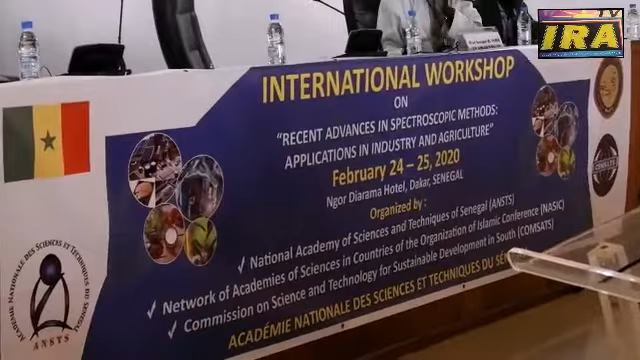 TV
IRA
INTERNATIONAL WORKSHOP
ON
"RECENT ADVANCES IN SPECTROSCOPIC METHODS:
APPLICATIONS IN INDUSTRY AND AGRICULTURE"
February 24 – 25, 2020
Ngor Diarama Hotel, Dakar, SENEGAL
Organized by :
✓ National Academy of Sciences and Techniques of Senegal (ANSTS)
✓ Network of Academies of Sciences in Countries of the Organization of Islamic Conference (NASIC)
✓ Commission on Science and Technology for Sustainable Development in South (COMSATS)
ACADÉMIE NATIONALE DES SCIENCES ET TECHNIQUES DU
ACADÉMIE NATIONALE DES SCIENCES ET TECHNIQUES DU SÉNÉGAL
ANSTS
COMSATS